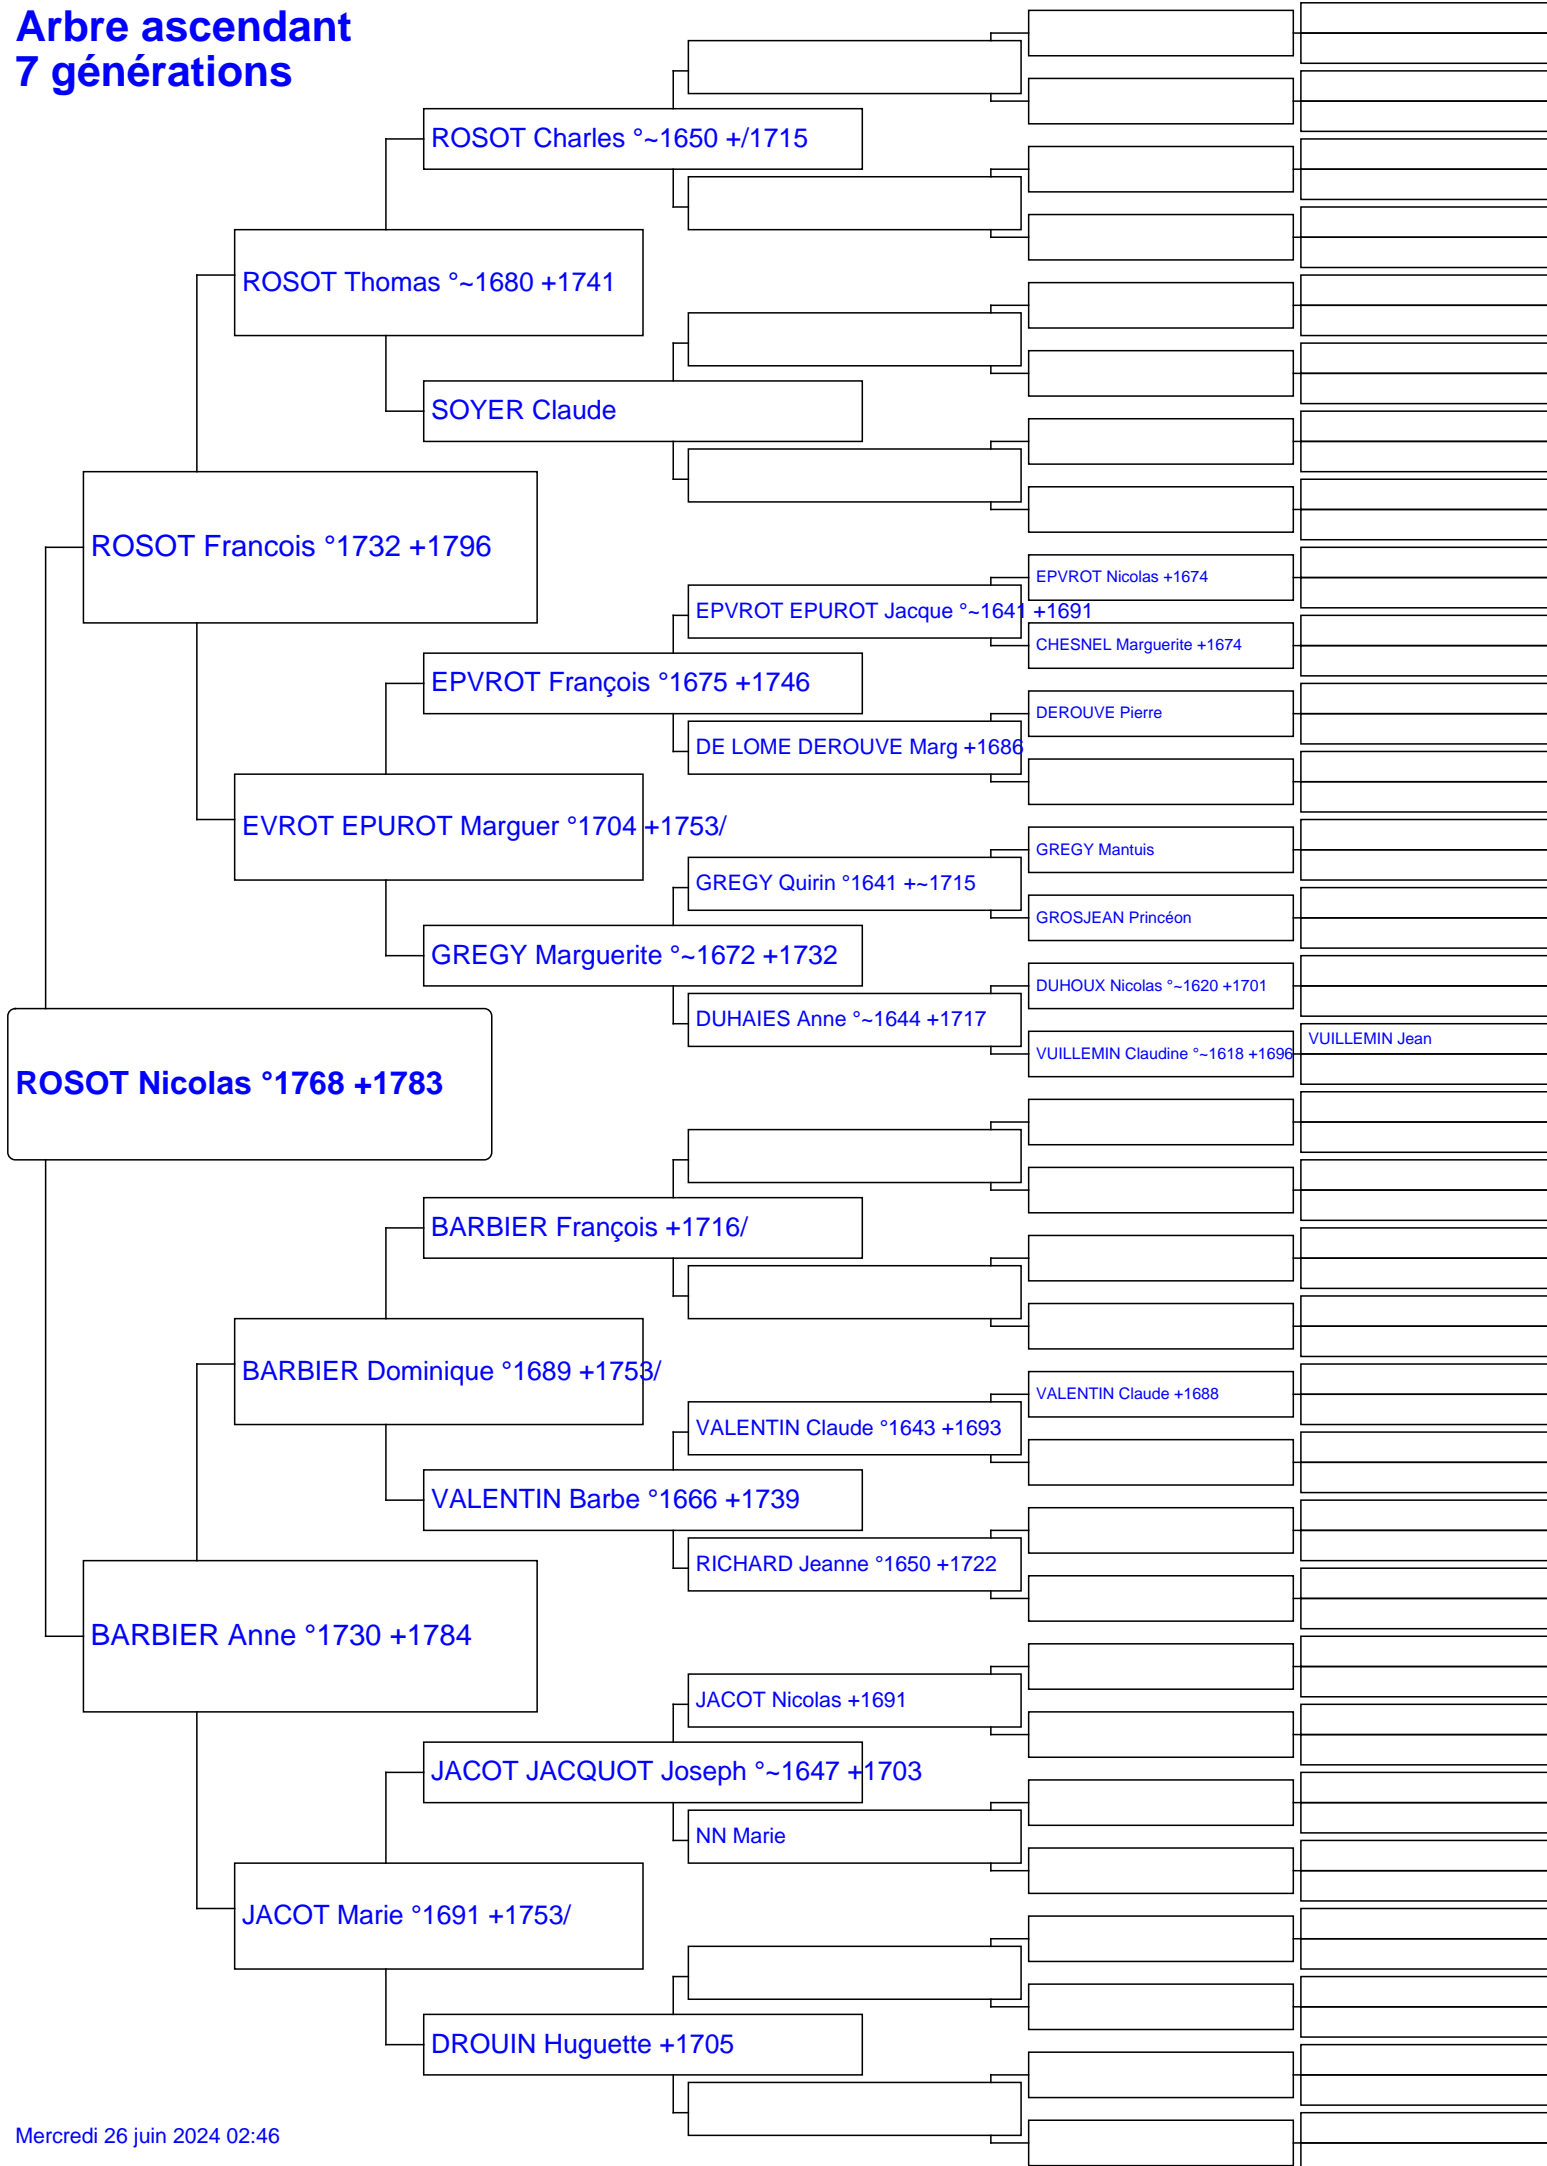 Arbre ascendant
7 générations
ROSOT Charles °~1650 +/1715
ROSOT Thomas °~1680 +1741
SOYER Claude
ROSOT Francois °1732 +1796
EPVROT Nicolas +1674
EPVROT EPUROT Jacque °~1641 +1691
CHESNEL Marguerite +1674
EPVROT François °1675 +1746
DEROUVE Pierre
DE LOME DEROUVE Marg +1686
EVROT EPUROT Marguer °1704 +1753/
GREGY Mantuis
GREGY Quirin °1641 +~1715
GROSJEAN Princéon
GREGY Marguerite °~1672 +1732
DUHOUX Nicolas °~1620 +1701
DUHAIES Anne °~1644 +1717
VUILLEMIN Jean
VUILLEMIN Claudine °~1618 +1696
ROSOT Nicolas °1768 +1783
BARBIER François +1716/
BARBIER Dominique °1689 +1753/
VALENTIN Claude +1688
VALENTIN Claude °1643 +1693
VALENTIN Barbe °1666 +1739
RICHARD Jeanne °1650 +1722
BARBIER Anne °1730 +1784
JACOT Nicolas +1691
JACOT JACQUOT Joseph °~1647 +1703
NN Marie
JACOT Marie °1691 +1753/
DROUIN Huguette +1705
Mercredi 26 juin 2024 02:46